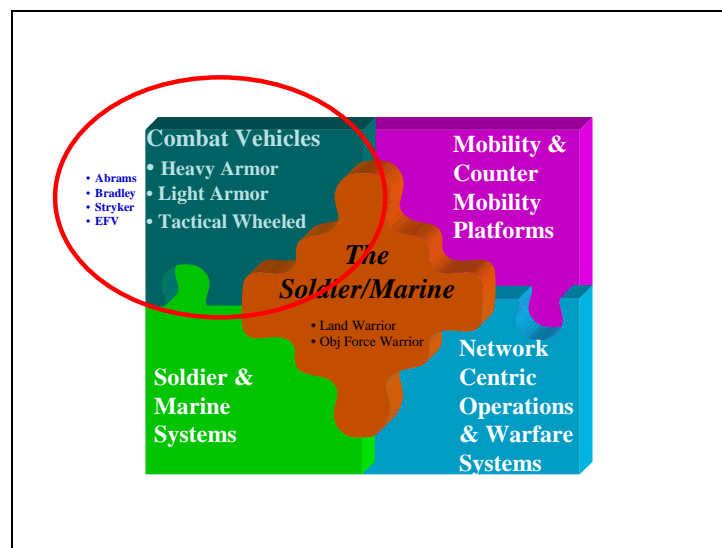 Combat Vehicles
• Heavy Armor
• Light Armor
• Tactical Wheeled
• Abrams
• Bradley
• Stryker
• EFV
Mobility &
Counter
Mobility
Platforms
The
Soldier/Marine
• Land Warrior
• Obj Force Warrior
Soldier &
Marine
Systems
Network
Centric
Operations
& Warfare
Systems